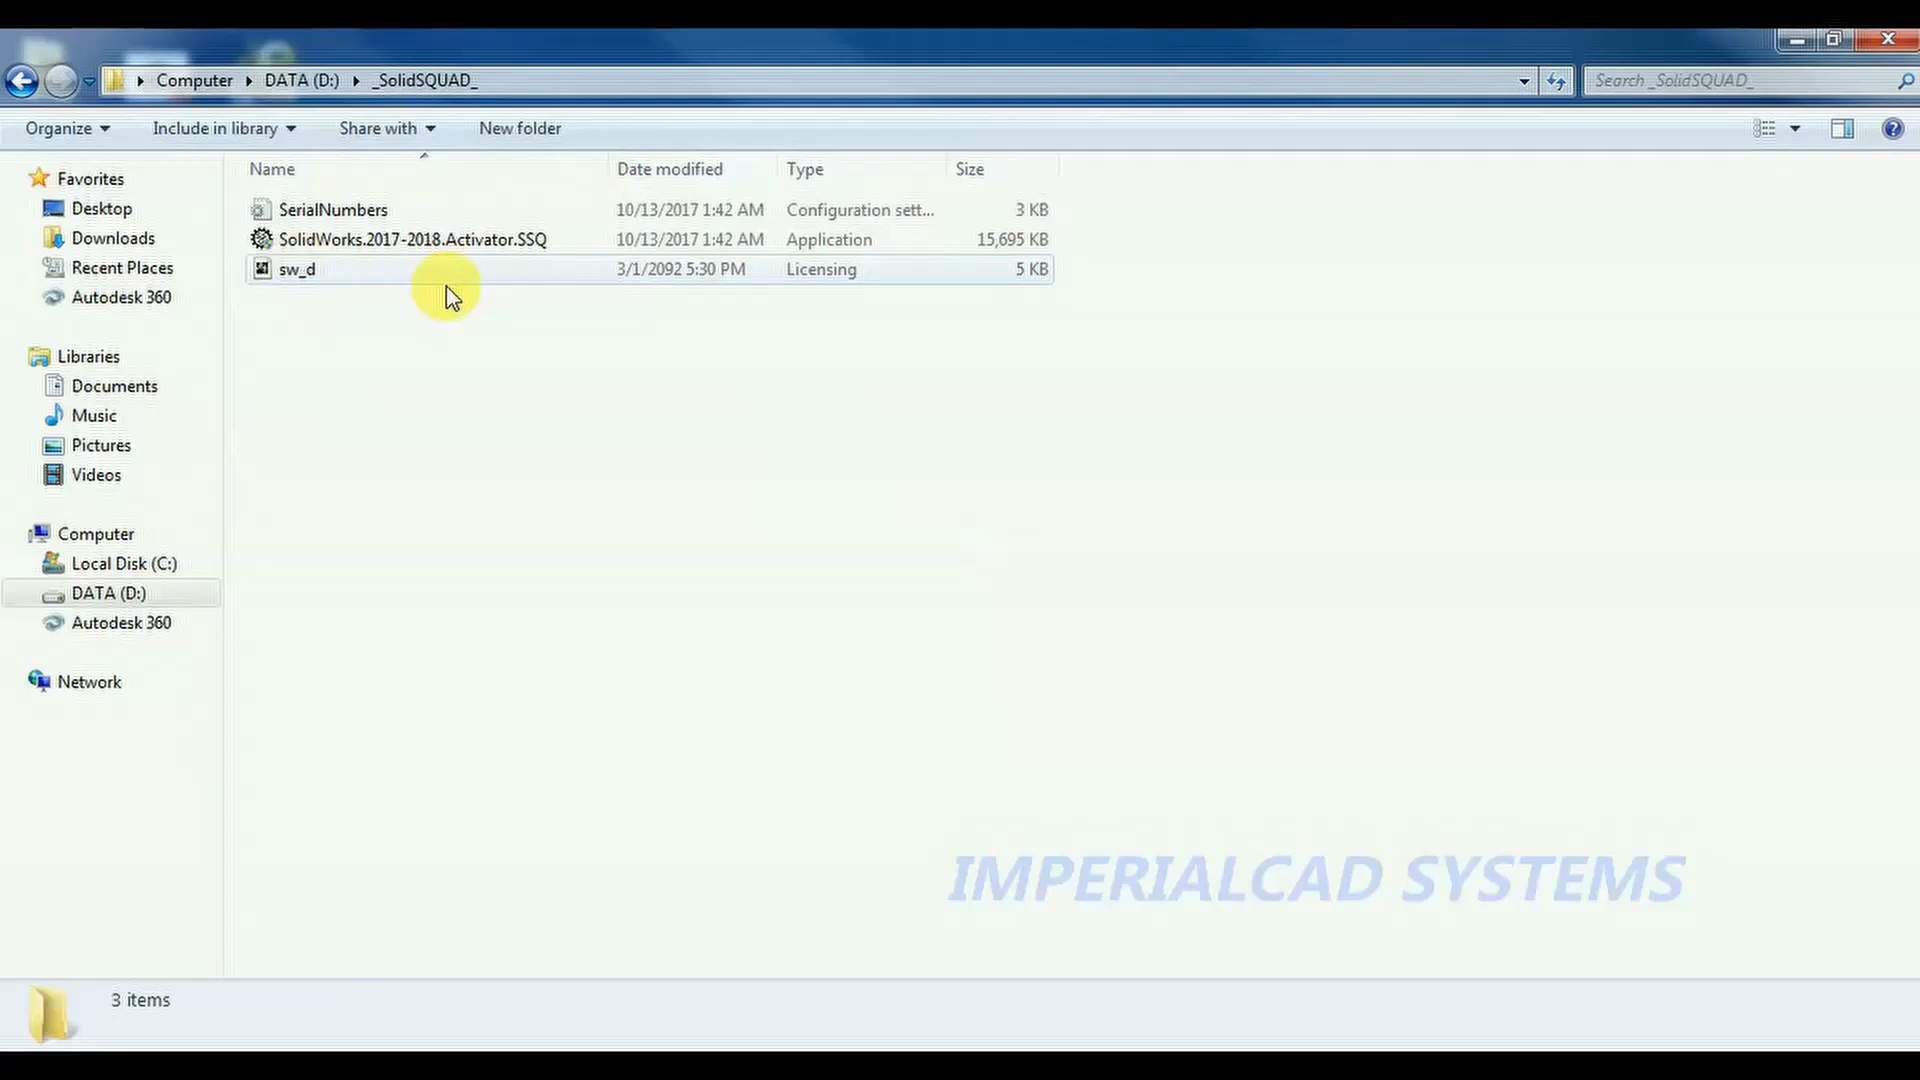 Computer DATA (D:) _SolidSQUAD_
Search _SolidSQUAD_
Organize Include in library Share with New folder
Name Date modified Type Size
SerialNumbers 10/13/2017 1:42 AM Configuration sett... 3 KB
SolidWorks.2017-2018.Activator.SSQ 10/13/2017 1:42 AM Application 15,695 KB
sw_d 3/1/2092 5:30 PM Licensing 5 KB
Favorites
Desktop
Downloads
Recent Places
Autodesk 360
Libraries
Documents
Music
Pictures
Videos
Computer
Local Disk (C:)
DATA (D:)
Autodesk 360
Network
IMPERIALCAD SYSTEMS
3 items